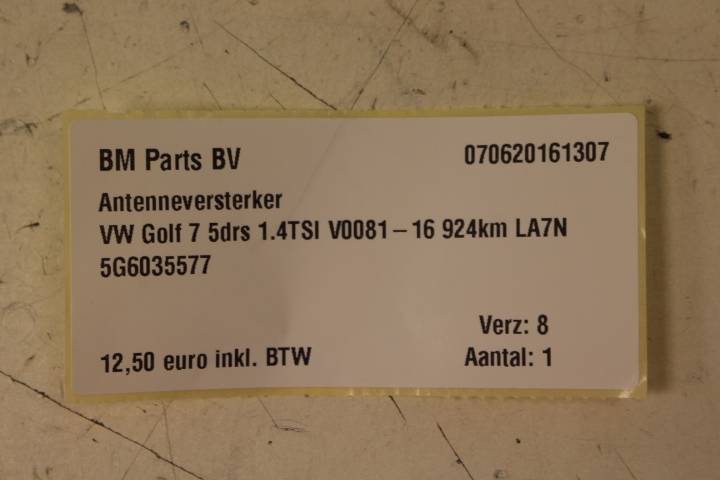 BM Parts BV 070620161307
Antenneversterker
VW Golf 7 5drs 1.4TSI V0081-16 924km LA7N
5G6035577
Verz: 8
12,50 euro inkl. BTW Aantal: 1